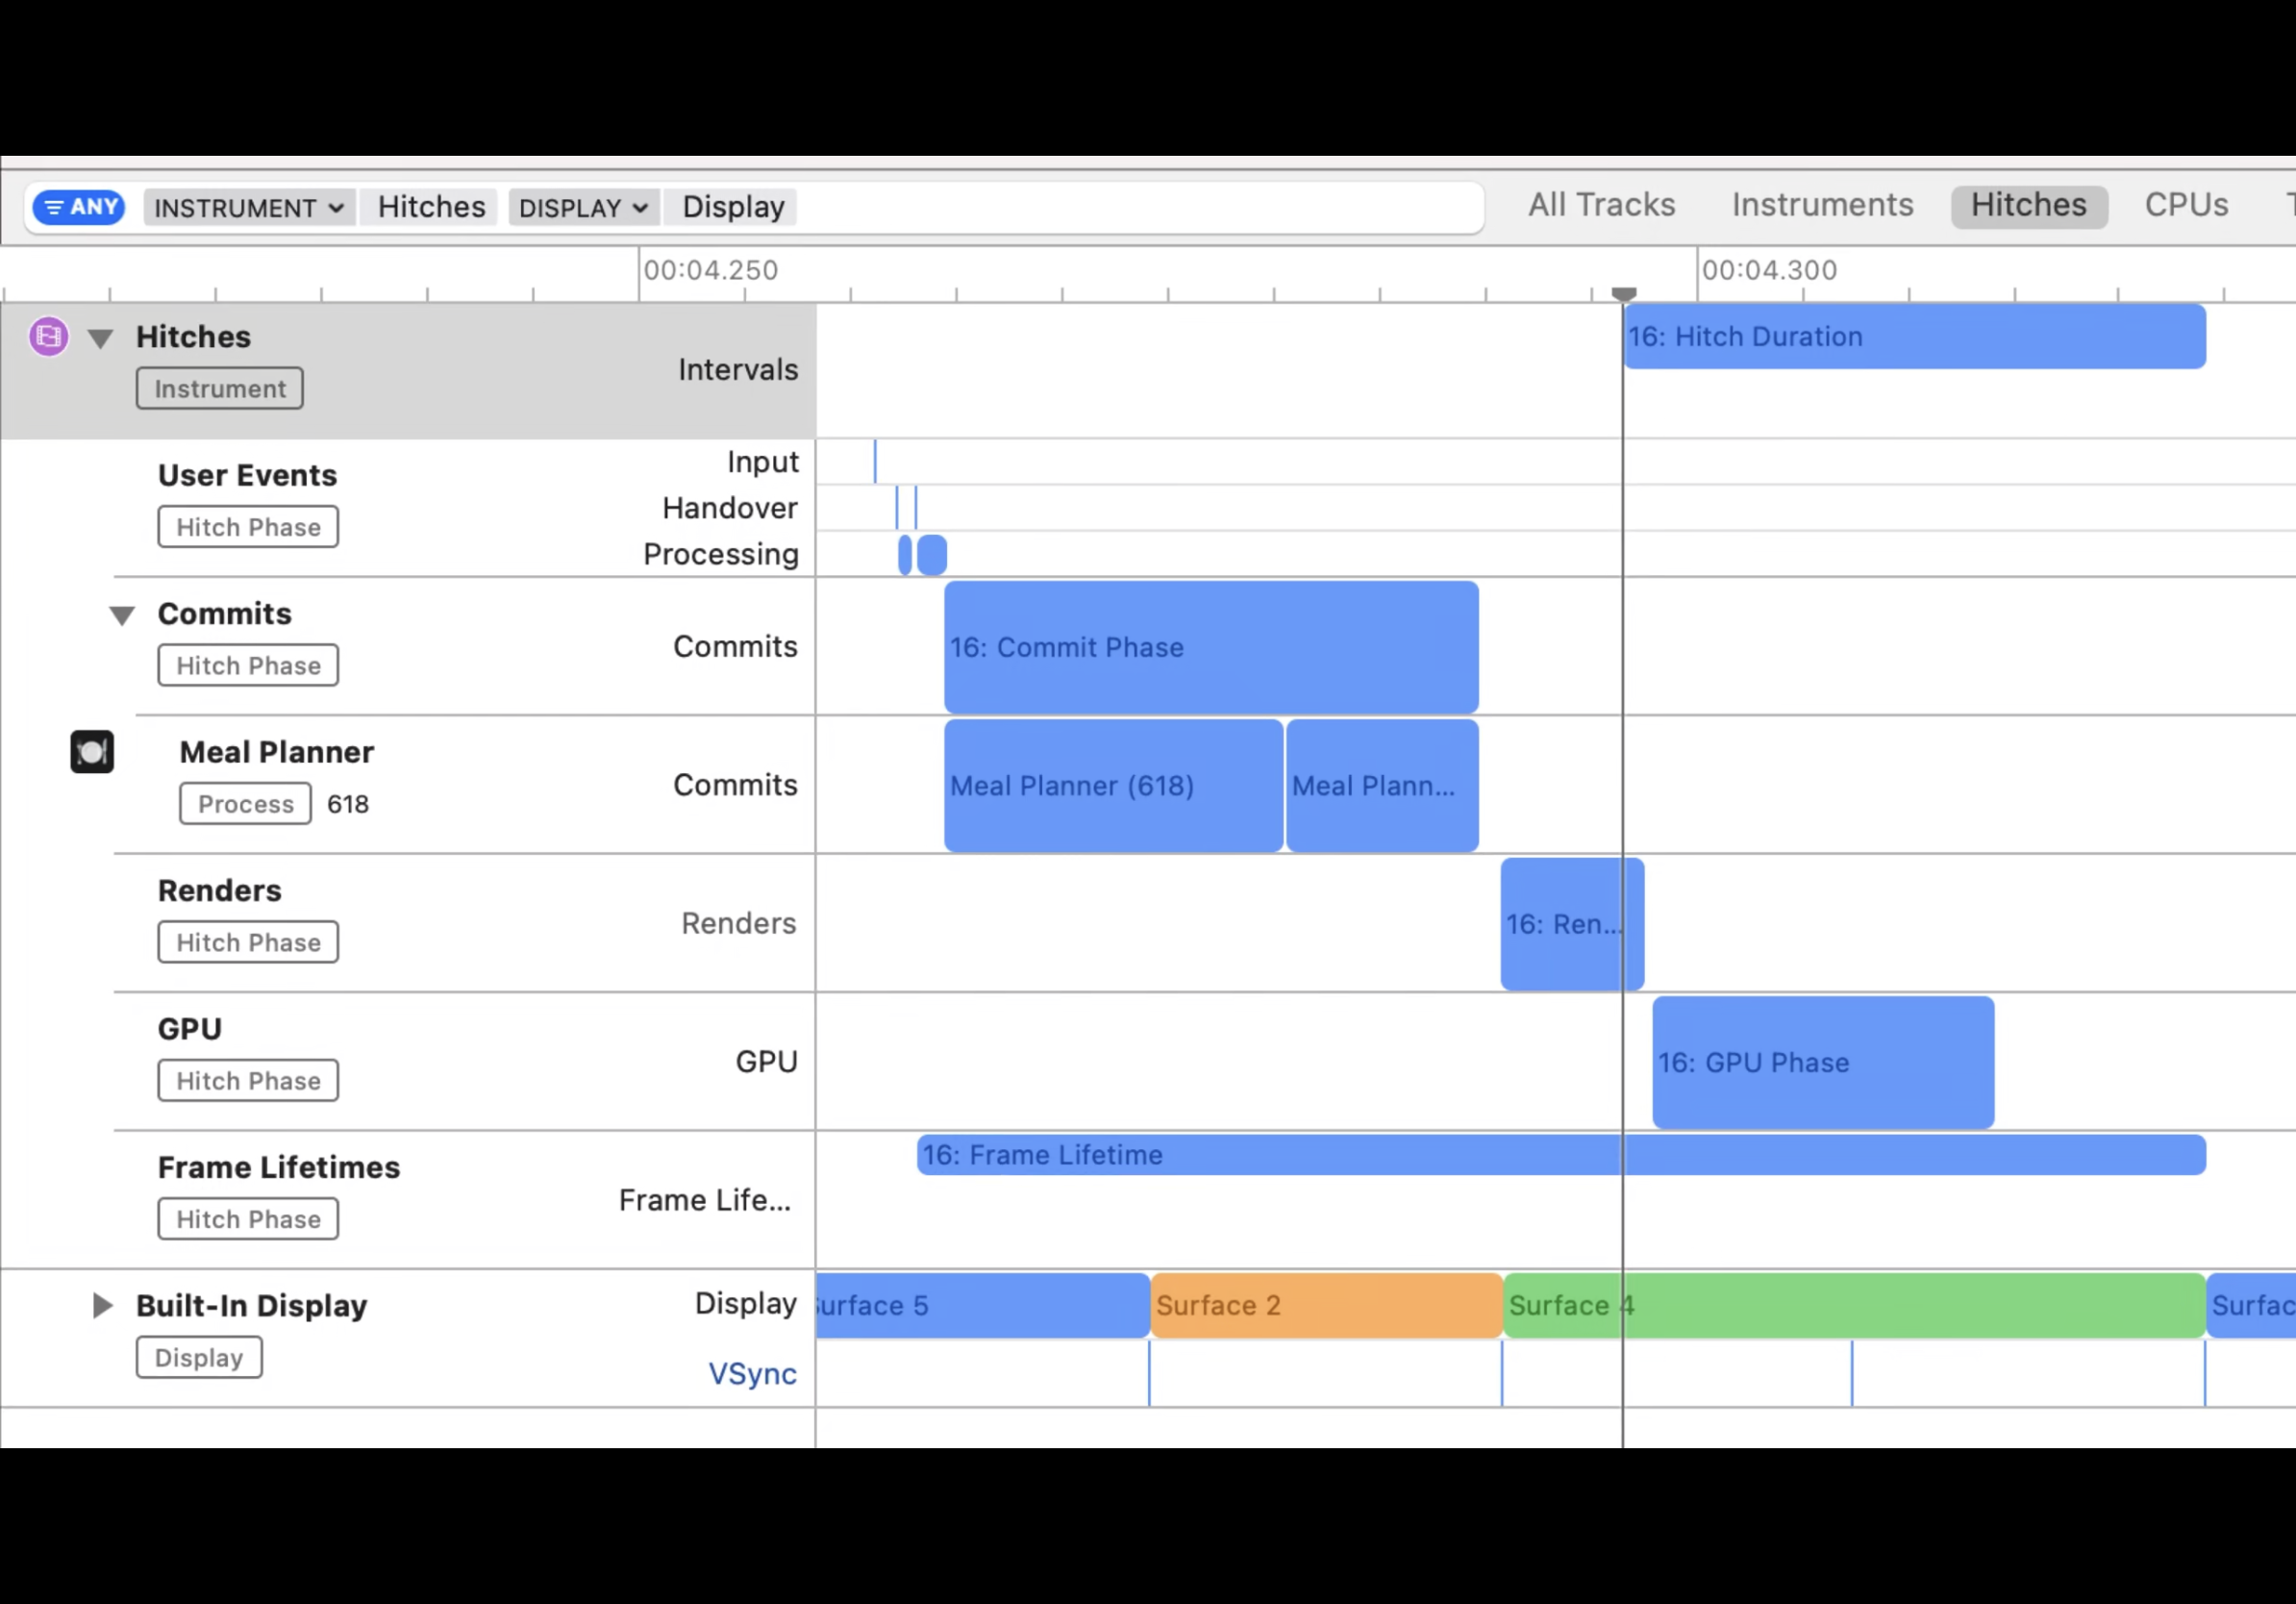 ANY INSTRUMENT Hitches DISPLAY Display All Tracks Instruments Hitches CPUs
00:04.250 00:04.300
Hitches
Instrument
Intervals
16: Hitch Duration
User Events
Hitch Phase
Input
Handover
Processing
Commits
Hitch Phase
Commits
16: Commit Phase
Meal Planner
Process 618
Commits
Meal Planner (618) Meal Plann...
Renders
Hitch Phase
Renders
16: Ren...
GPU
Hitch Phase
GPU
16: GPU Phase
Frame Lifetimes
Hitch Phase
Frame Life...
16: Frame Lifetime
Built-In Display
Display
Display
urface 5 Surface 2 Surface 4 Surfac
VSync